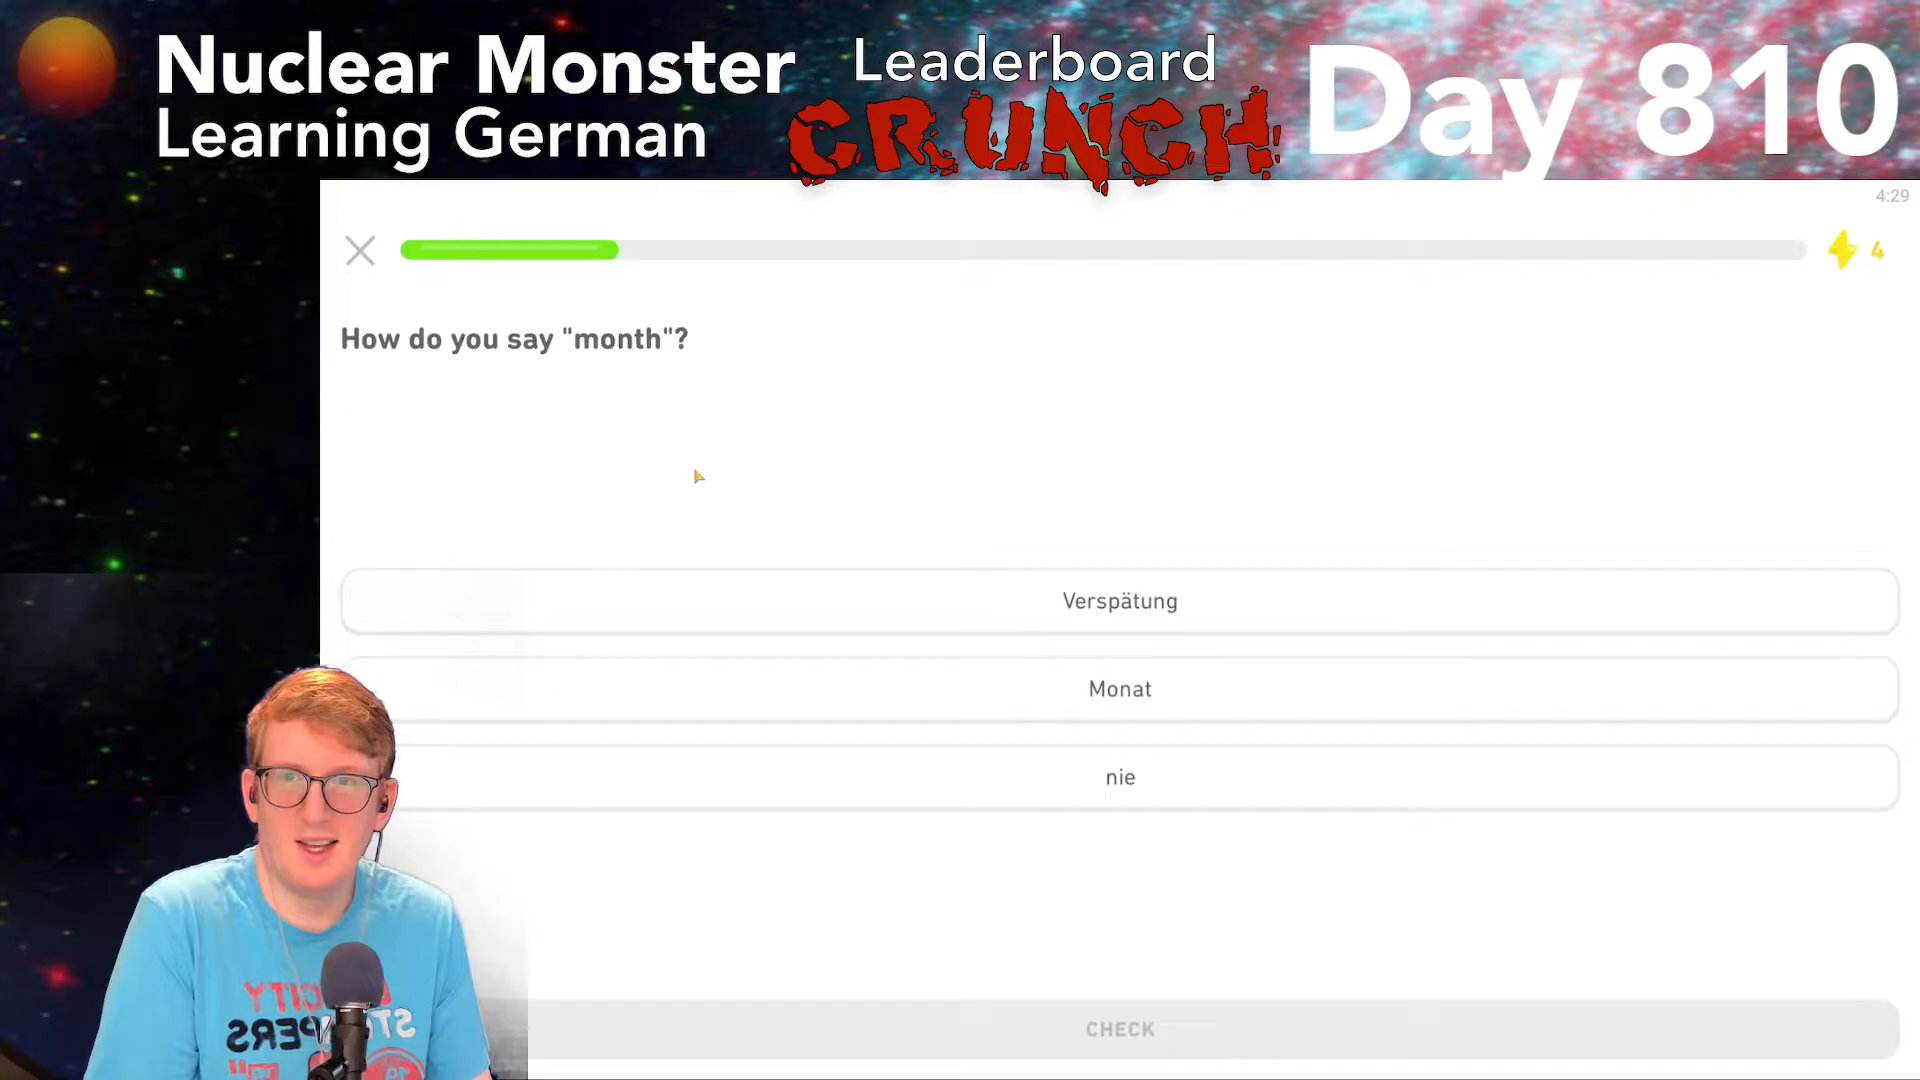 Nuclear Monster
Learning German
Leaderboard
CRUNCH
Day 810
4:29
4
How do you say "month"?
Verspätung
Monat
nie
CHECK
CITY